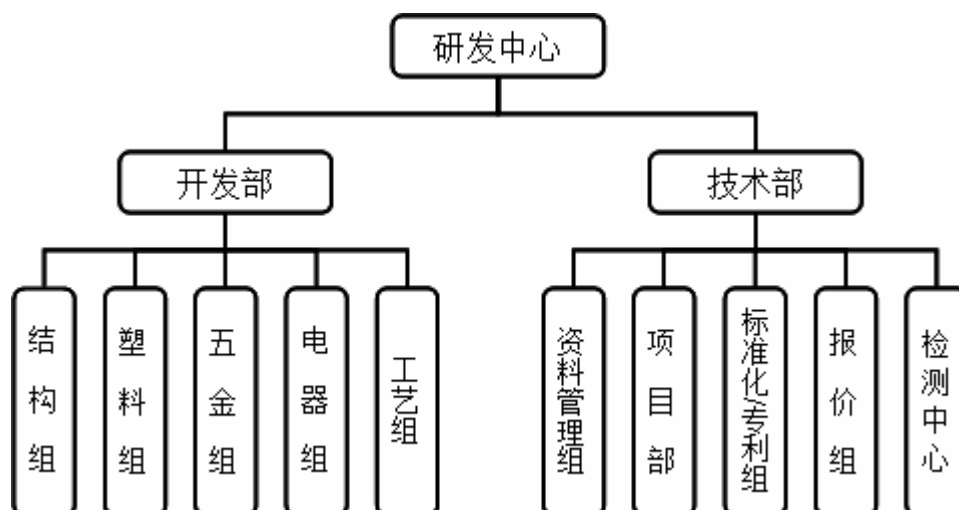 研发中心
开发部
技术部
结构组
塑料组
五金组
电器组
工艺组
资料管理组
项目部
标准化/专利组
报价组
检测中心